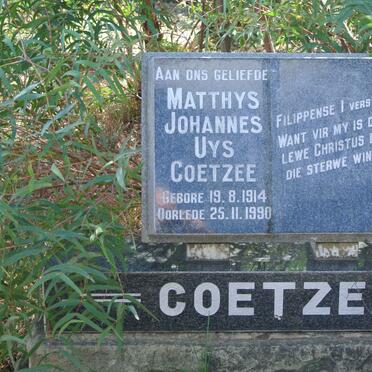 AAN ONS GELIEFDE
MATTHYS
JOHANNES
UYS
COETZEE
GEBORE 19.8.1914
OORLEDE 25.11.1990
FILIPPENSE I VERS
WANT VIR MY IS D
LEWE CHRISTUS
DIE STERWE WIN
COETZE